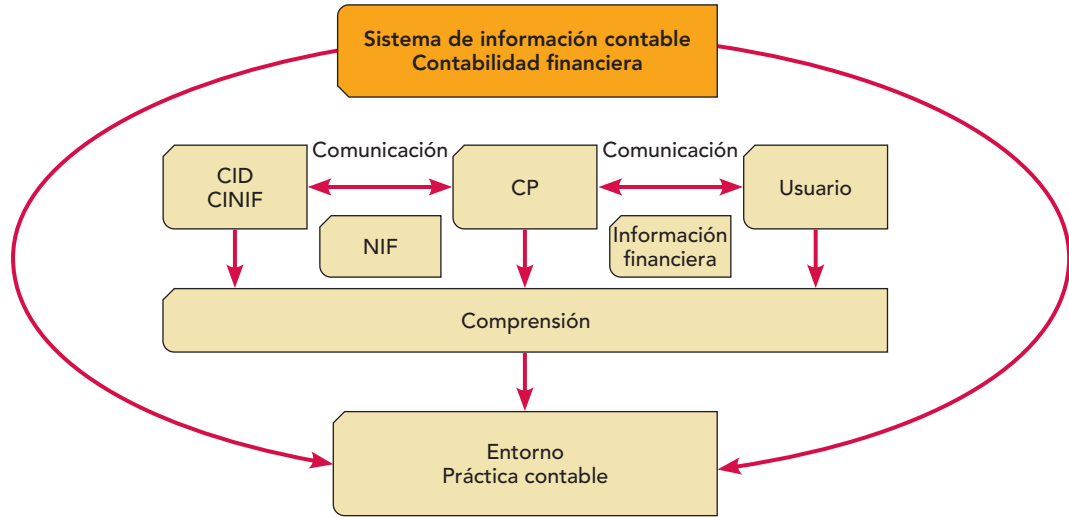 Sistema de información contable
Contabilidad financiera
Comunicación
Comunicación
CID
CINIF
CP
Usuario
NIF
Información
financiera
Comprensión
Entorno
Práctica contable